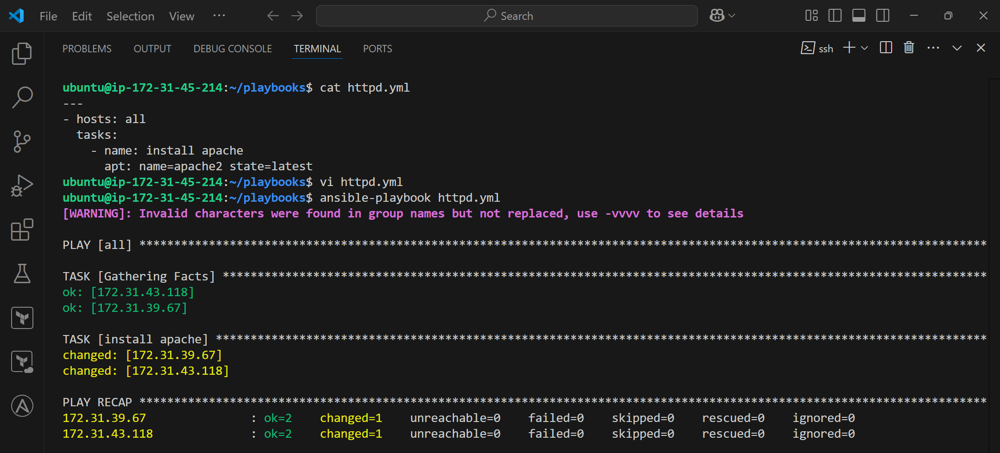 File Edit Selection View ··· Search
PROBLEMS OUTPUT DEBUG CONSOLE TERMINAL PORTS ssh
ubuntu@ip-172-31-45-214:~/playbooks$ cat httpd.yml
---
- hosts: all
  tasks:
    - name: install apache
      apt: name=apache2 state=latest
ubuntu@ip-172-31-45-214:~/playbooks$ vi httpd.yml
ubuntu@ip-172-31-45-214:~/playbooks$ ansible-playbook httpd.yml
[WARNING]: Invalid characters were found in group names but not replaced, use -vvvv to see details
PLAY [all] **************************************************************************************************************************
TASK [Gathering Facts] **************************************************************************************************************
ok: [172.31.43.118]
ok: [172.31.39.67]
TASK [install apache] ***************************************************************************************************************
changed: [172.31.39.67]
changed: [172.31.43.118]
PLAY RECAP **************************************************************************************************************************
172.31.39.67               : ok=2    changed=1    unreachable=0    failed=0    skipped=0    rescued=0    ignored=0
172.31.43.118              : ok=2    changed=1    unreachable=0    failed=0    skipped=0    rescued=0    ignored=0